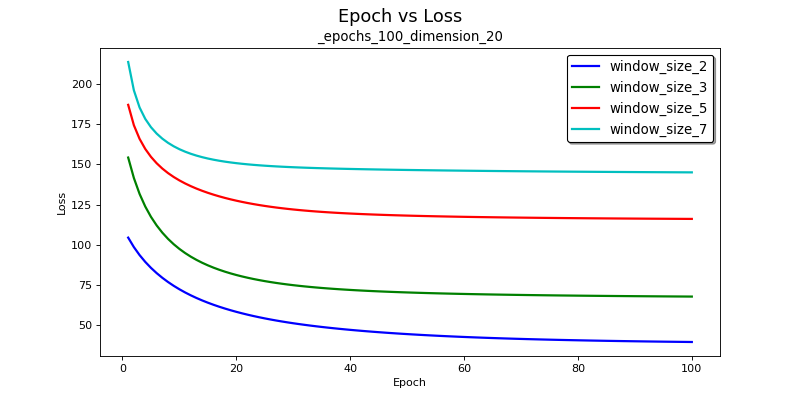 Epoch vs Loss
_epochs_100_dimension_20
window_size_2
window_size_3
window_size_5
window_size_7
Loss
200
175
150
125
100
75
50
0 20 40 60 80 100
Epoch